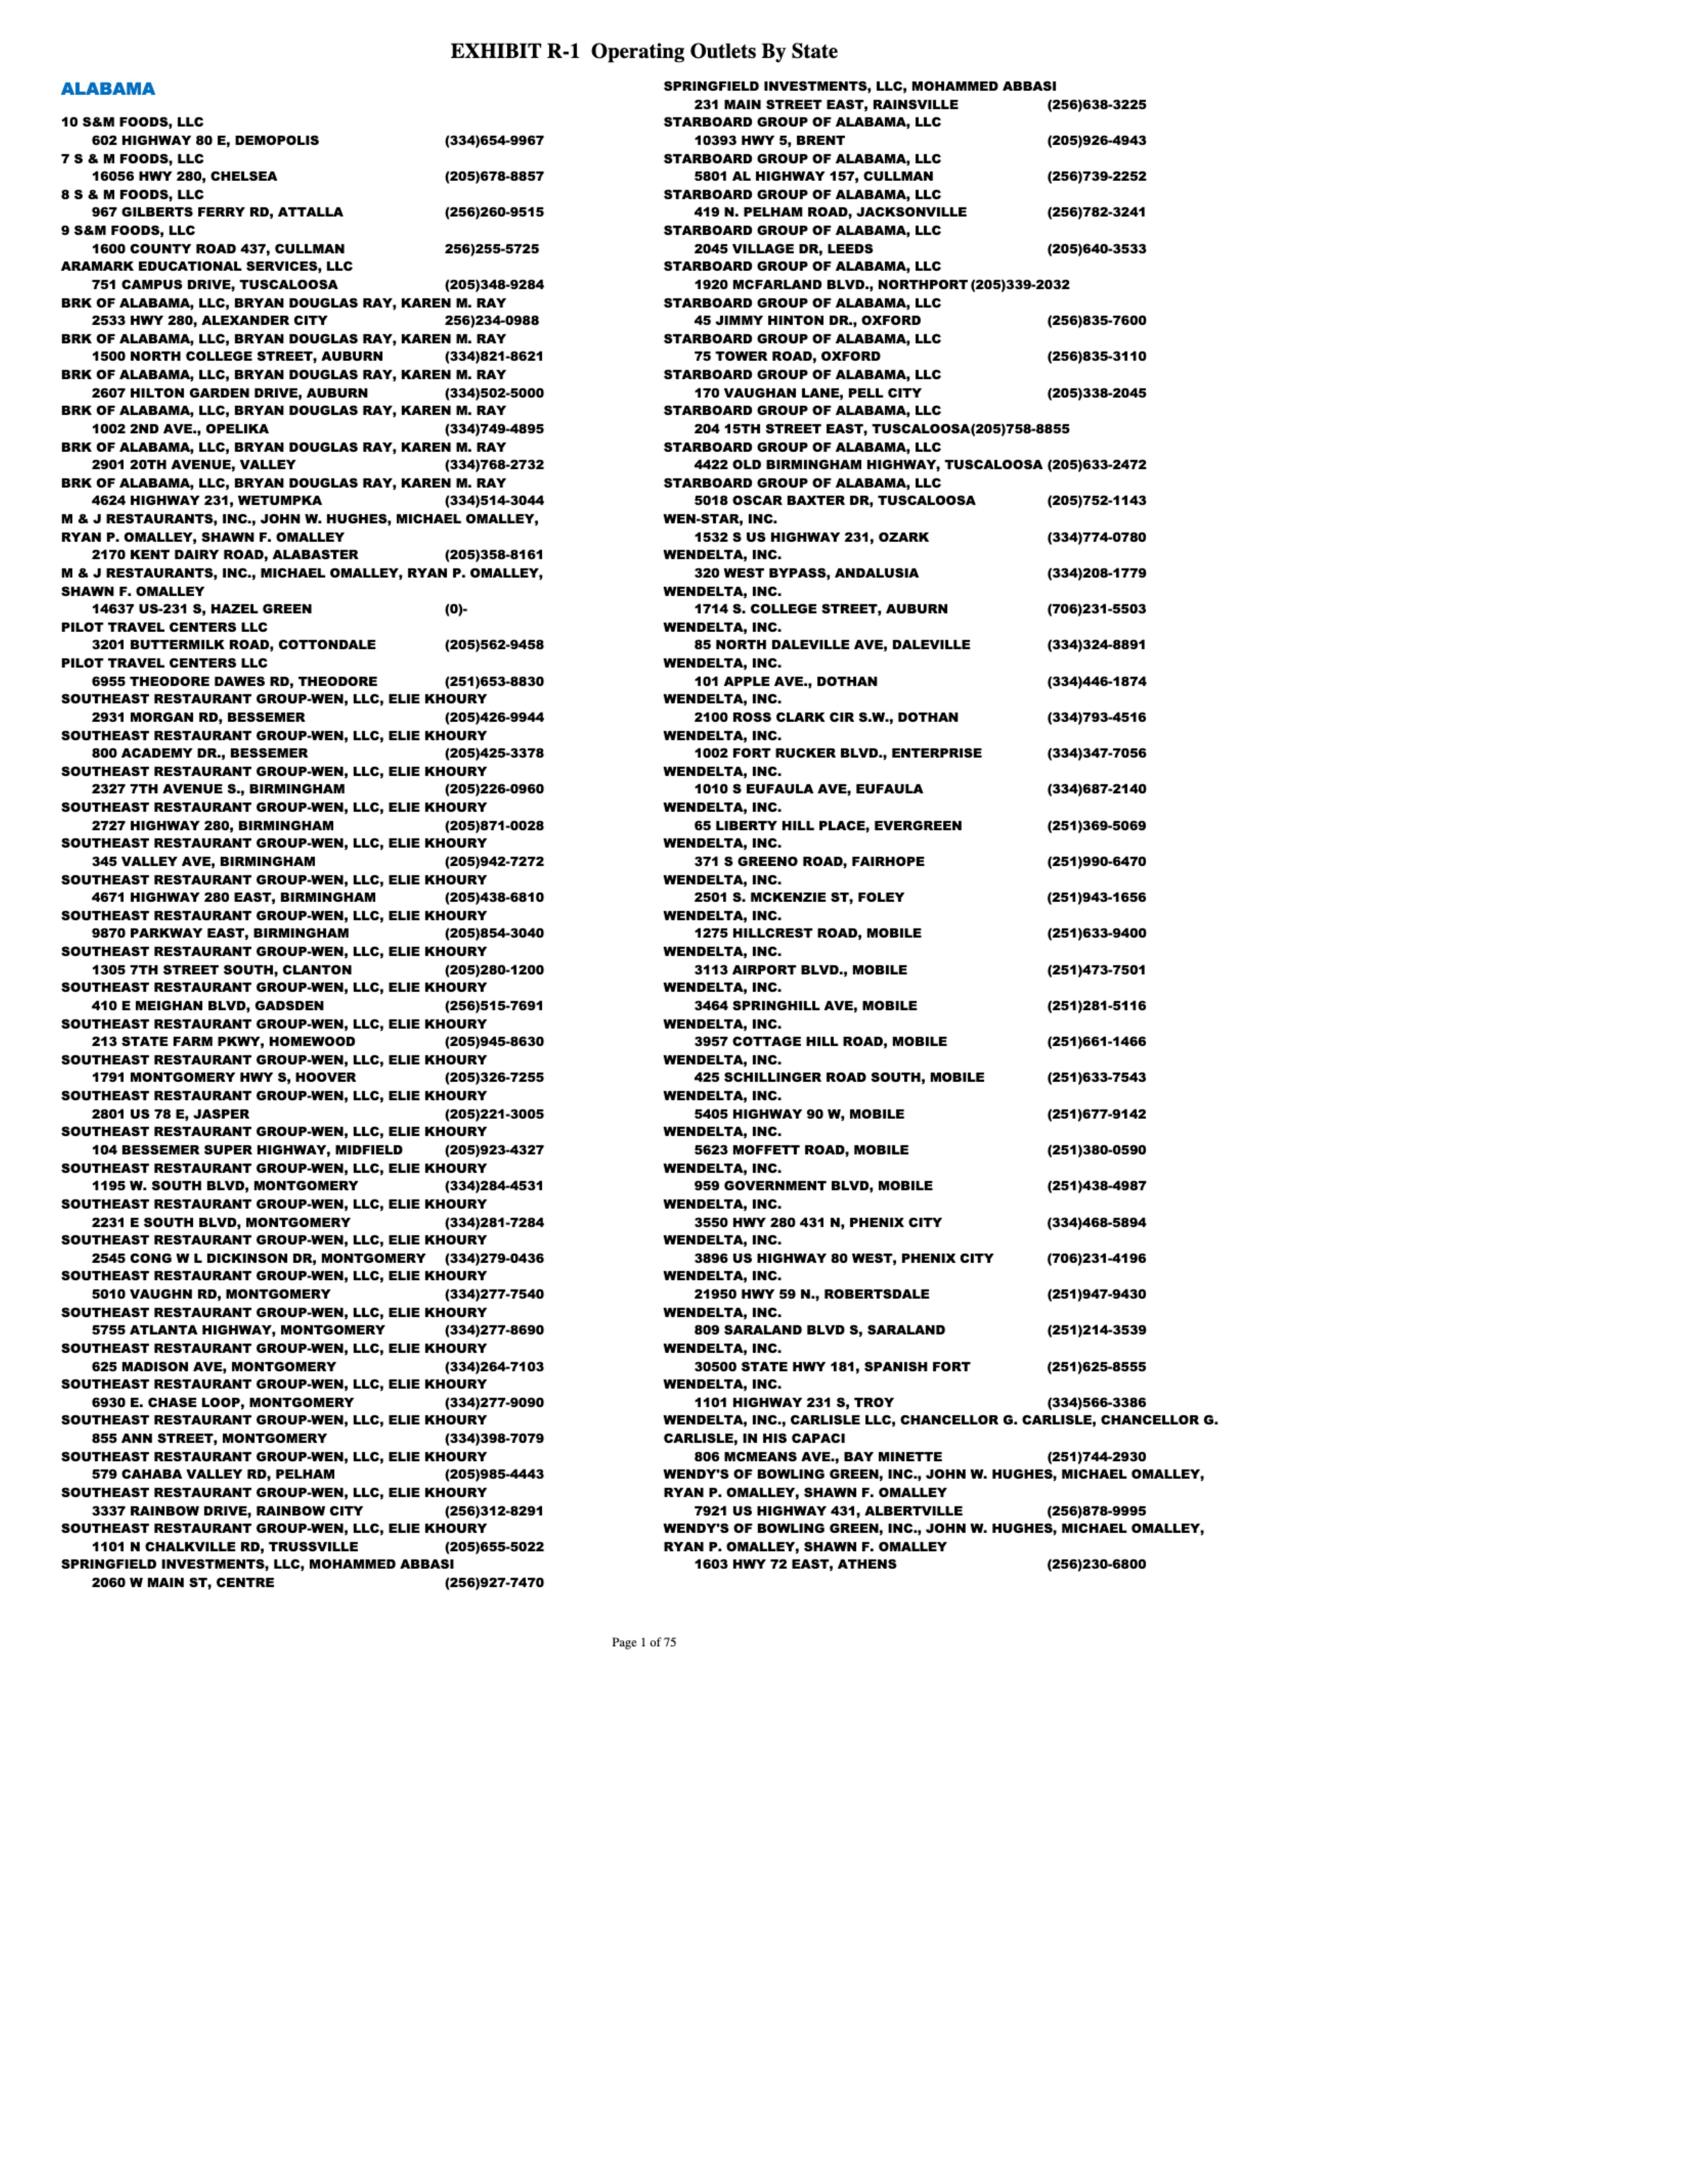 EXHIBIT R-1 Operating Outlets By State
ALABAMA
10 S&M FOODS, LLC
602 HIGHWAY 80 E, DEMOPOLIS (334)654-9967
7 S & M FOODS, LLC
16056 HWY 280, CHELSEA (205)678-8857
8 S & M FOODS, LLC
967 GILBERTS FERRY RD, ATTALLA (256)260-9515
9 S&M FOODS, LLC
1600 COUNTY ROAD 437, CULLMAN 256)255-5725
ARAMARK EDUCATIONAL SERVICES, LLC
751 CAMPUS DRIVE, TUSCALOOSA (205)348-9284
BRK OF ALABAMA, LLC, BRYAN DOUGLAS RAY, KAREN M. RAY
2533 HWY 280, ALEXANDER CITY 256)234-0988
BRK OF ALABAMA, LLC, BRYAN DOUGLAS RAY, KAREN M. RAY
1500 NORTH COLLEGE STREET, AUBURN (334)821-8621
BRK OF ALABAMA, LLC, BRYAN DOUGLAS RAY, KAREN M. RAY
2607 HILTON GARDEN DRIVE, AUBURN (334)502-5000
BRK OF ALABAMA, LLC, BRYAN DOUGLAS RAY, KAREN M. RAY
1002 2ND AVE., OPELIKA (334)749-4895
BRK OF ALABAMA, LLC, BRYAN DOUGLAS RAY, KAREN M. RAY
2901 20TH AVENUE, VALLEY (334)768-2732
BRK OF ALABAMA, LLC, BRYAN DOUGLAS RAY, KAREN M. RAY
4624 HIGHWAY 231, WETUMPKA (334)514-3044
M & J RESTAURANTS, INC., JOHN W. HUGHES, MICHAEL OMALLEY,
RYAN P. OMALLEY, SHAWN F. OMALLEY
2170 KENT DAIRY ROAD, ALABASTER (205)358-8161
M & J RESTAURANTS, INC., MICHAEL OMALLEY, RYAN P. OMALLEY,
SHAWN F. OMALLEY
14637 US-231 S, HAZEL GREEN (0)-
PILOT TRAVEL CENTERS LLC
3201 BUTTERMILK ROAD, COTTONDALE (205)562-9458
PILOT TRAVEL CENTERS LLC
6955 THEODORE DAWES RD, THEODORE (251)653-8830
SOUTHEAST RESTAURANT GROUP-WEN, LLC, ELIE KHOURY
2931 MORGAN RD, BESSEMER (205)426-9944
SOUTHEAST RESTAURANT GROUP-WEN, LLC, ELIE KHOURY
800 ACADEMY DR., BESSEMER (205)425-3378
SOUTHEAST RESTAURANT GROUP-WEN, LLC, ELIE KHOURY
2327 7TH AVENUE S., BIRMINGHAM (205)226-0960
SOUTHEAST RESTAURANT GROUP-WEN, LLC, ELIE KHOURY
2727 HIGHWAY 280, BIRMINGHAM (205)871-0028
SOUTHEAST RESTAURANT GROUP-WEN, LLC, ELIE KHOURY
345 VALLEY AVE, BIRMINGHAM (205)942-7272
SOUTHEAST RESTAURANT GROUP-WEN, LLC, ELIE KHOURY
4671 HIGHWAY 280 EAST, BIRMINGHAM (205)438-6810
SOUTHEAST RESTAURANT GROUP-WEN, LLC, ELIE KHOURY
9870 PARKWAY EAST, BIRMINGHAM (205)854-3040
SOUTHEAST RESTAURANT GROUP-WEN, LLC, ELIE KHOURY
1305 7TH STREET SOUTH, CLANTON (205)280-1200
SOUTHEAST RESTAURANT GROUP-WEN, LLC, ELIE KHOURY
410 E MEIGHAN BLVD, GADSDEN (256)515-7691
SOUTHEAST RESTAURANT GROUP-WEN, LLC, ELIE KHOURY
213 STATE FARM PKWY, HOMEWOOD (205)945-8630
SOUTHEAST RESTAURANT GROUP-WEN, LLC, ELIE KHOURY
1791 MONTGOMERY HWY S, HOOVER (205)326-7255
SOUTHEAST RESTAURANT GROUP-WEN, LLC, ELIE KHOURY
2801 US 78 E, JASPER (205)221-3005
SOUTHEAST RESTAURANT GROUP-WEN, LLC, ELIE KHOURY
104 BESSEMER SUPER HIGHWAY, MIDFIELD (205)923-4327
SOUTHEAST RESTAURANT GROUP-WEN, LLC, ELIE KHOURY
1195 W. SOUTH BLVD, MONTGOMERY (334)284-4531
SOUTHEAST RESTAURANT GROUP-WEN, LLC, ELIE KHOURY
2231 E SOUTH BLVD, MONTGOMERY (334)281-7284
SOUTHEAST RESTAURANT GROUP-WEN, LLC, ELIE KHOURY
2545 CONG W L DICKINSON DR, MONTGOMERY (334)279-0436
SOUTHEAST RESTAURANT GROUP-WEN, LLC, ELIE KHOURY
5010 VAUGHN RD, MONTGOMERY (334)277-7540
SOUTHEAST RESTAURANT GROUP-WEN, LLC, ELIE KHOURY
5755 ATLANTA HIGHWAY, MONTGOMERY (334)277-8690
SOUTHEAST RESTAURANT GROUP-WEN, LLC, ELIE KHOURY
625 MADISON AVE, MONTGOMERY (334)264-7103
SOUTHEAST RESTAURANT GROUP-WEN, LLC, ELIE KHOURY
6930 E. CHASE LOOP, MONTGOMERY (334)277-9090
SOUTHEAST RESTAURANT GROUP-WEN, LLC, ELIE KHOURY
855 ANN STREET, MONTGOMERY (334)398-7079
SOUTHEAST RESTAURANT GROUP-WEN, LLC, ELIE KHOURY
579 CAHABA VALLEY RD, PELHAM (205)985-4443
SOUTHEAST RESTAURANT GROUP-WEN, LLC, ELIE KHOURY
3337 RAINBOW DRIVE, RAINBOW CITY (256)312-8291
SOUTHEAST RESTAURANT GROUP-WEN, LLC, ELIE KHOURY
1101 N CHALKVILLE RD, TRUSSVILLE (205)655-5022
SPRINGFIELD INVESTMENTS, LLC, MOHAMMED ABBASI
2060 W MAIN ST, CENTRE (256)927-7470
SPRINGFIELD INVESTMENTS, LLC, MOHAMMED ABBASI
231 MAIN STREET EAST, RAINSVILLE (256)638-3225
STARBOARD GROUP OF ALABAMA, LLC
10393 HWY 5, BRENT (205)926-4943
STARBOARD GROUP OF ALABAMA, LLC
5801 AL HIGHWAY 157, CULLMAN (256)739-2252
STARBOARD GROUP OF ALABAMA, LLC
419 N. PELHAM ROAD, JACKSONVILLE (256)782-3241
STARBOARD GROUP OF ALABAMA, LLC
2045 VILLAGE DR, LEEDS (205)640-3533
STARBOARD GROUP OF ALABAMA, LLC
1920 MCFARLAND BLVD., NORTHPORT (205)339-2032
STARBOARD GROUP OF ALABAMA, LLC
45 JIMMY HINTON DR., OXFORD (256)835-7600
STARBOARD GROUP OF ALABAMA, LLC
75 TOWER ROAD, OXFORD (256)835-3110
STARBOARD GROUP OF ALABAMA, LLC
170 VAUGHAN LANE, PELL CITY (205)338-2045
STARBOARD GROUP OF ALABAMA, LLC
204 15TH STREET EAST, TUSCALOOSA(205)758-8855
STARBOARD GROUP OF ALABAMA, LLC
4422 OLD BIRMINGHAM HIGHWAY, TUSCALOOSA (205)633-2472
STARBOARD GROUP OF ALABAMA, LLC
5018 OSCAR BAXTER DR, TUSCALOOSA (205)752-1143
WEN-STAR, INC.
1532 S US HIGHWAY 231, OZARK (334)774-0780
WENDELTA, INC.
320 WEST BYPASS, ANDALUSIA (334)208-1779
WENDELTA, INC.
1714 S. COLLEGE STREET, AUBURN (706)231-5503
WENDELTA, INC.
85 NORTH DALEVILLE AVE, DALEVILLE (334)324-8891
WENDELTA, INC.
101 APPLE AVE., DOTHAN (334)446-1874
WENDELTA, INC.
2100 ROSS CLARK CIR S.W., DOTHAN (334)793-4516
WENDELTA, INC.
1002 FORT RUCKER BLVD., ENTERPRISE (334)347-7056
WENDELTA, INC.
1010 S EUFAULA AVE, EUFAULA (334)687-2140
WENDELTA, INC.
65 LIBERTY HILL PLACE, EVERGREEN (251)369-5069
WENDELTA, INC.
371 S GREENO ROAD, FAIRHOPE (251)990-6470
WENDELTA, INC.
2501 S. MCKENZIE ST, FOLEY (251)943-1656
WENDELTA, INC.
1275 HILLCREST ROAD, MOBILE (251)633-9400
WENDELTA, INC.
3113 AIRPORT BLVD., MOBILE (251)473-7501
WENDELTA, INC.
3464 SPRINGHILL AVE, MOBILE (251)281-5116
WENDELTA, INC.
3957 COTTAGE HILL ROAD, MOBILE (251)661-1466
WENDELTA, INC.
425 SCHILLINGER ROAD SOUTH, MOBILE (251)633-7543
WENDELTA, INC.
5405 HIGHWAY 90 W, MOBILE (251)677-9142
WENDELTA, INC.
5623 MOFFETT ROAD, MOBILE (251)380-0590
WENDELTA, INC.
959 GOVERNMENT BLVD, MOBILE (251)438-4987
WENDELTA, INC.
3550 HWY 280 431 N, PHENIX CITY (334)468-5894
WENDELTA, INC.
3896 US HIGHWAY 80 WEST, PHENIX CITY (706)231-4196
WENDELTA, INC.
21950 HWY 59 N., ROBERTSDALE (251)947-9430
WENDELTA, INC.
809 SARALAND BLVD S, SARALAND (251)214-3539
WENDELTA, INC.
30500 STATE HWY 181, SPANISH FORT (251)625-8555
WENDELTA, INC.
1101 HIGHWAY 231 S, TROY (334)566-3386
WENDELTA, INC., CARLISLE LLC, CHANCELLOR G. CARLISLE, CHANCELLOR G.
CARLISLE, IN HIS CAPACI
806 MCMEANS AVE., BAY MINETTE (251)744-2930
WENDY'S OF BOWLING GREEN, INC., JOHN W. HUGHES, MICHAEL OMALLEY,
RYAN P. OMALLEY, SHAWN F. OMALLEY
7921 US HIGHWAY 431, ALBERTVILLE (256)878-9995
WENDY'S OF BOWLING GREEN, INC., JOHN W. HUGHES, MICHAEL OMALLEY,
RYAN P. OMALLEY, SHAWN F. OMALLEY
1603 HWY 72 EAST, ATHENS (256)230-6800
Page 1 of 75